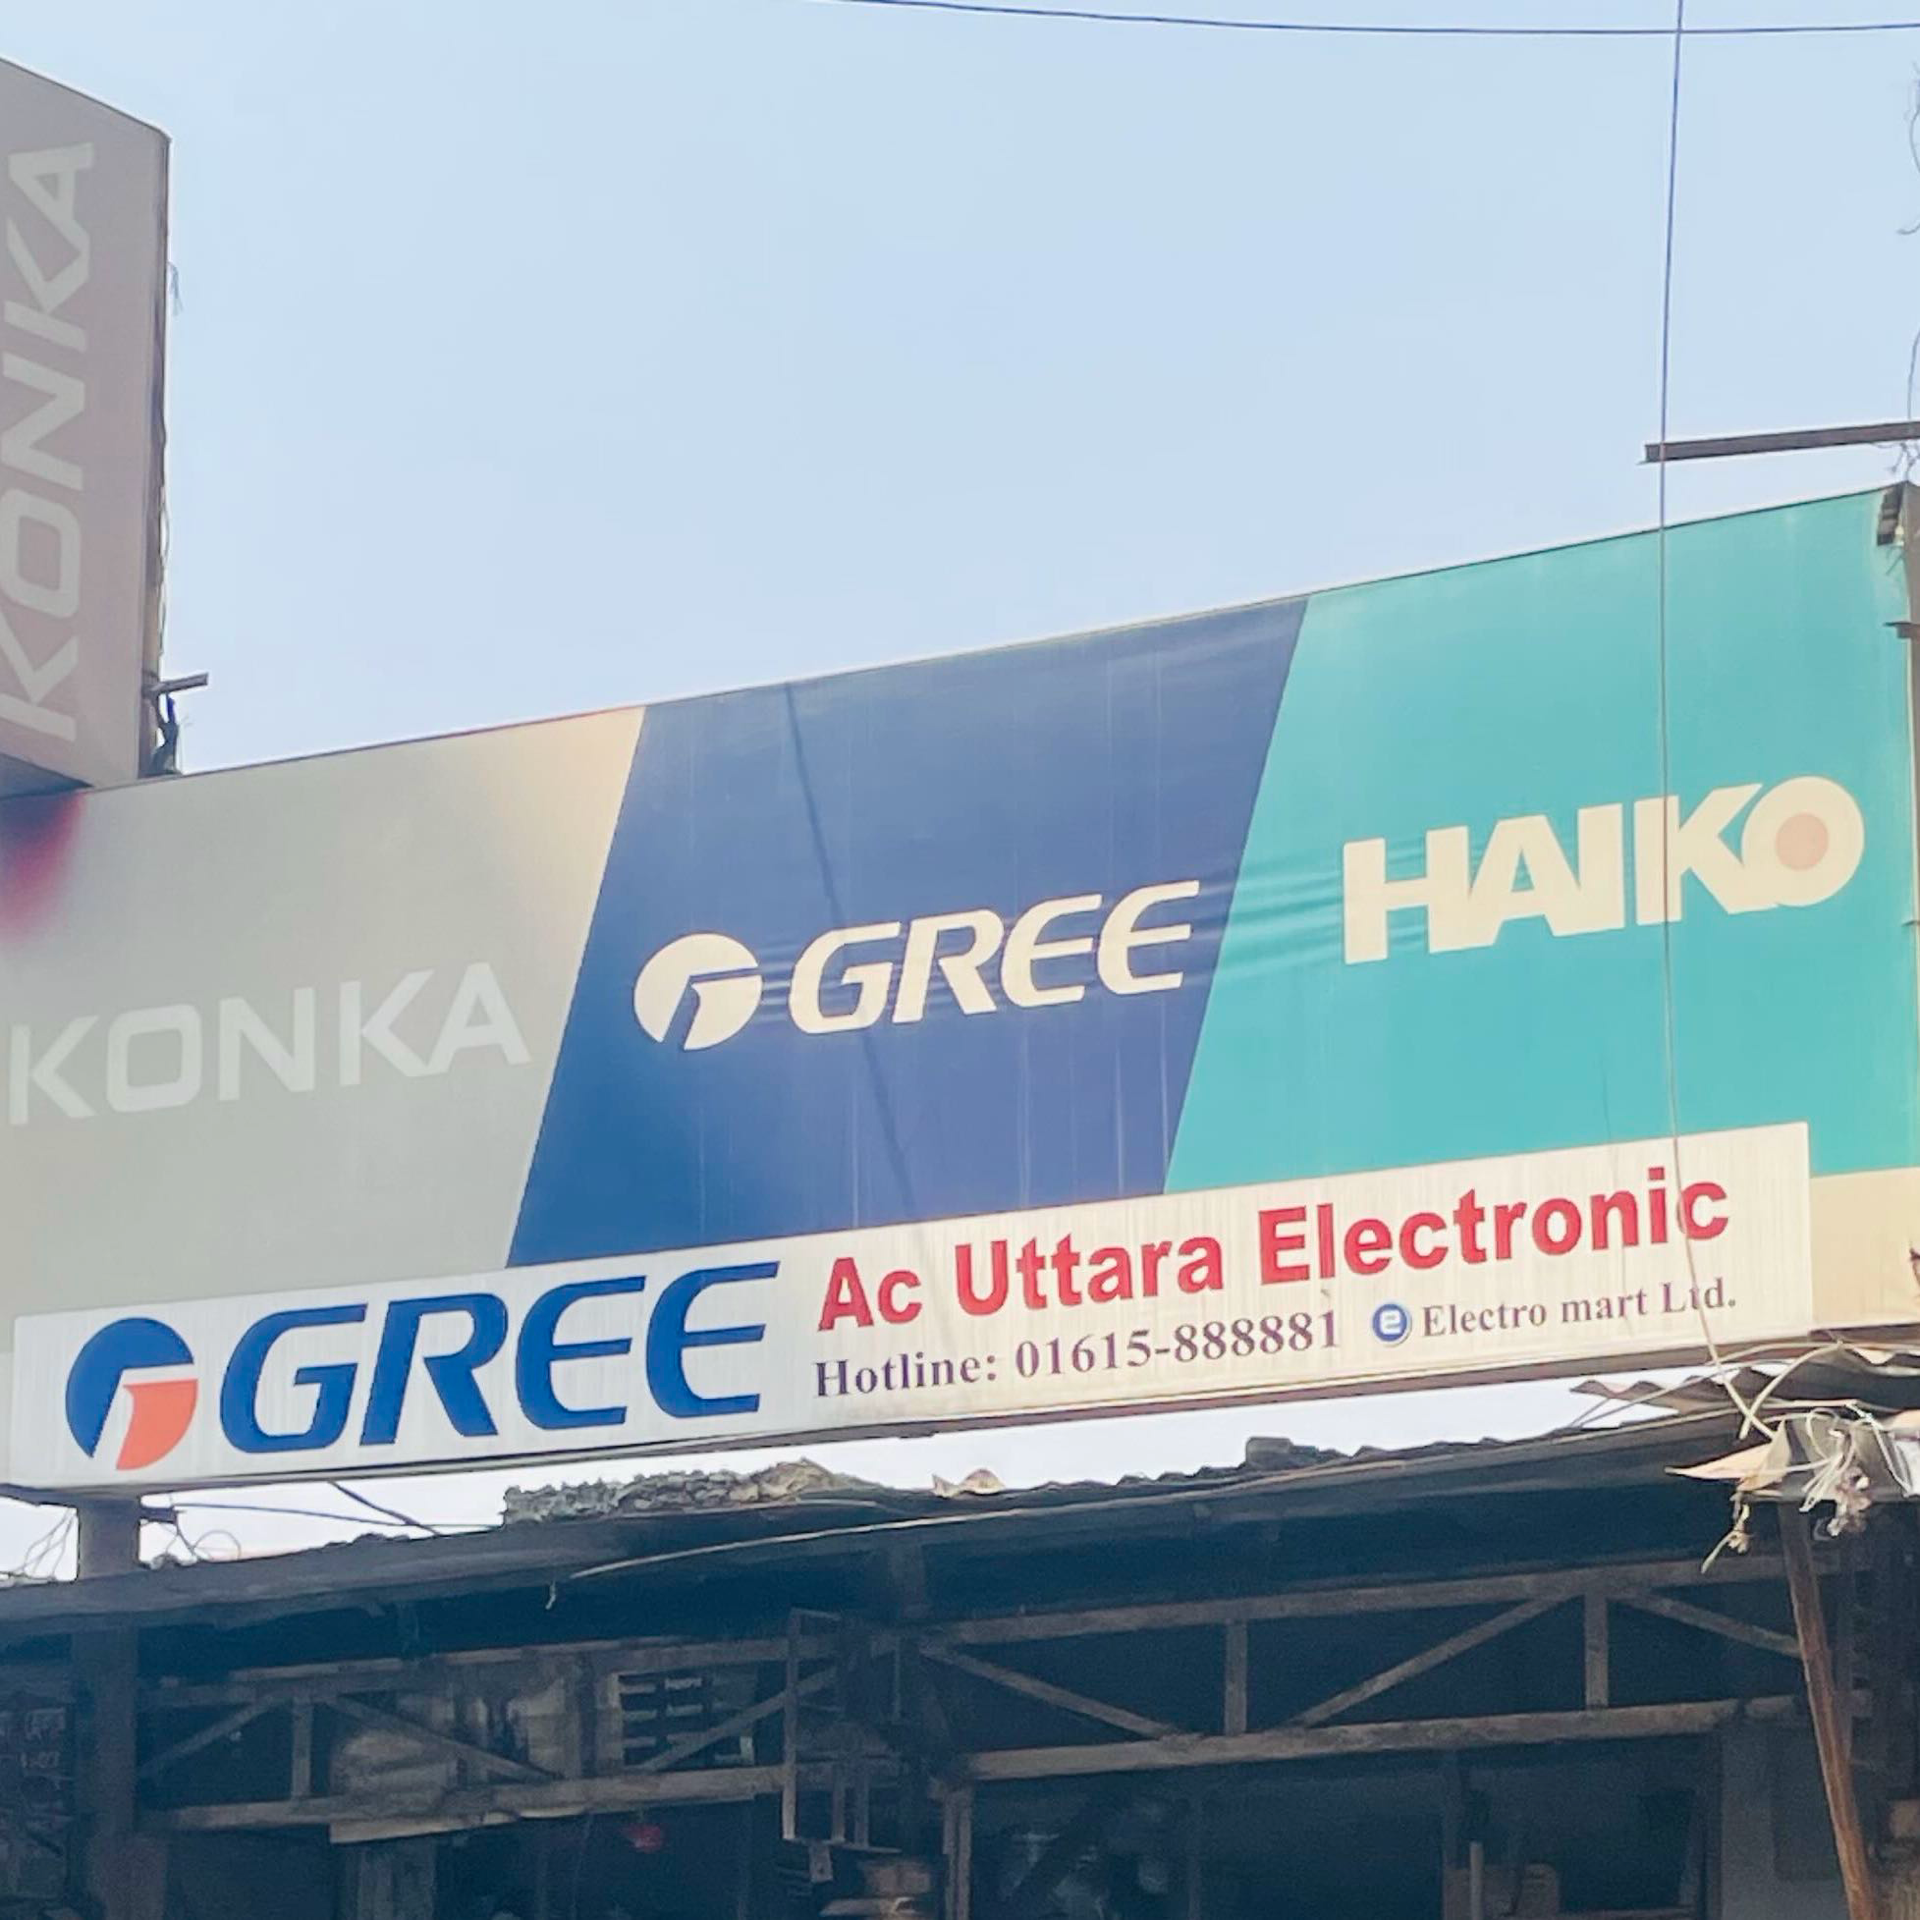 KONKA
KONKA
GREE
HAIKO
GREE
Ac Uttara Electronic
Hotline: 01615-888881
e Electro mart Ltd.